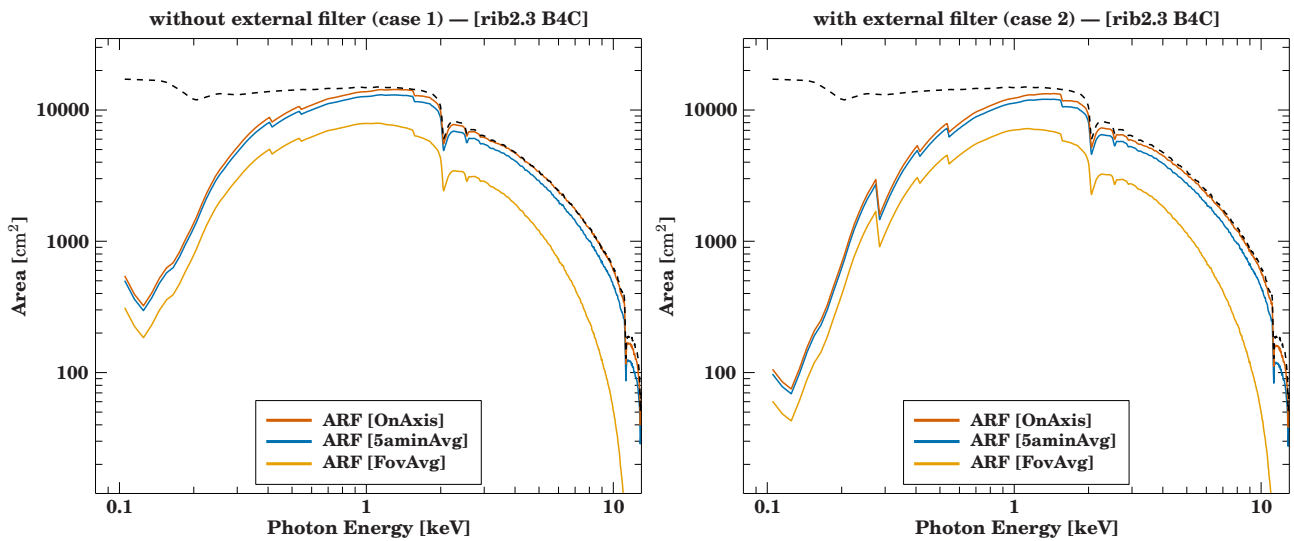 without external filter (case 1) — [rib2.3 B4C]
10000
1000
100
Area [cm²]
ARF [OnAxis]
ARF [5aminAvg]
ARF [FovAvg]
0.1
1
10
Photon Energy [keV]
with external filter (case 2) — [rib2.3 B4C]
10000
1000
100
Area [cm²]
ARF [OnAxis]
ARF [5aminAvg]
ARF [FovAvg]
0.1
1
10
Photon Energy [keV]